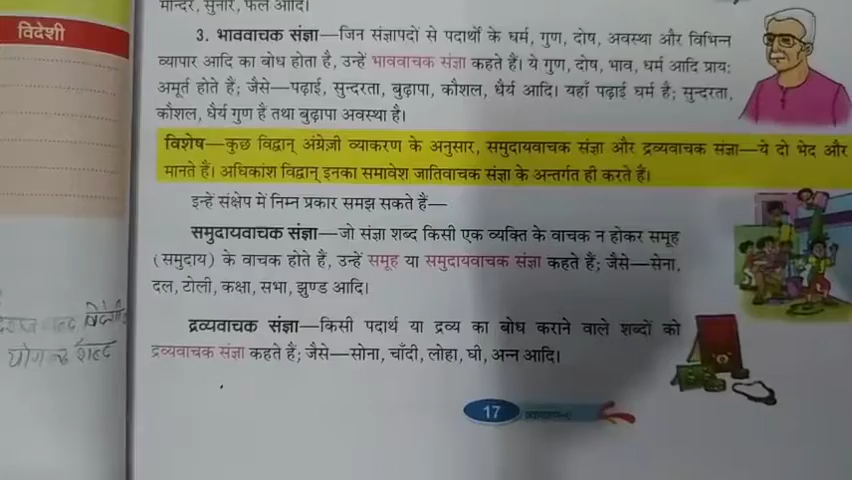 विदेशी
मन्दिर, सुनार, फल आदि।
3. भाववाचक संज्ञा—जिन संज्ञापदों से पदार्थों के धर्म, गुण, दोष, अवस्था और विभिन्न
व्यापार आदि का बोध होता है, उन्हें भाववाचक संज्ञा कहते हैं। ये गुण, दोष, भाव, धर्म आदि प्राय:
अमूर्त होते हैं; जैसे—पढ़ाई, सुन्दरता, बुढ़ापा, कौशल, धैर्य आदि। यहाँ पढ़ाई धर्म है; सुन्दरता,
कौशल, धैर्य गुण हैं तथा बुढ़ापा अवस्था है।
विशेष—कुछ विद्वान् अंग्रेज़ी व्याकरण के अनुसार, समुदायवाचक संज्ञा और द्रव्यवाचक संज्ञा—ये दो भेद और
मानते हैं। अधिकांश विद्वान् इनका समावेश जातिवाचक संज्ञा के अन्तर्गत ही करते हैं।
इन्हें संक्षेप में निम्न प्रकार समझ सकते हैं—
समुदायवाचक संज्ञा—जो संज्ञा शब्द किसी एक व्यक्ति के वाचक न होकर समूह
(समुदाय) के वाचक होते हैं, उन्हें समूह या समुदायवाचक संज्ञा कहते हैं; जैसे—सेना,
दल, टोली, कक्षा, सभा, झुण्ड आदि।
द्रव्यवाचक संज्ञा—किसी पदार्थ या द्रव्य का बोध कराने वाले शब्दों को
द्रव्यवाचक संज्ञा कहते हैं; जैसे—सोना, चाँदी, लोहा, घी, अन्न आदि।
शब्द
17